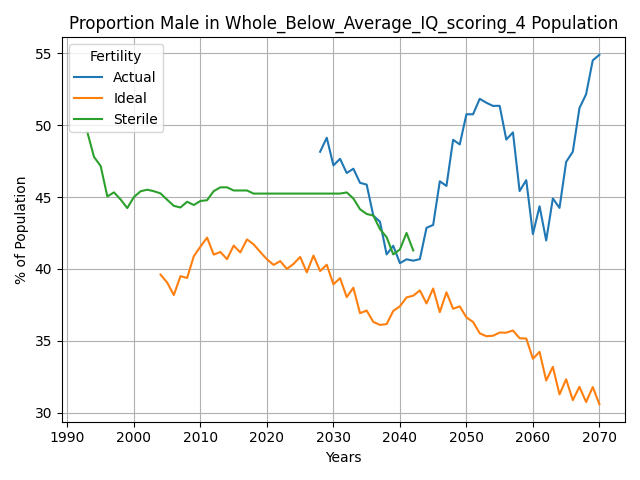 Proportion Male in Whole_Below_Average_IQ_scoring_4 Population
55
50
45
40
35
30
% of Population
Fertility
Actual
Ideal
Sterile
1990 2000 2010 2020 2030 2040 2050 2060 2070
Years